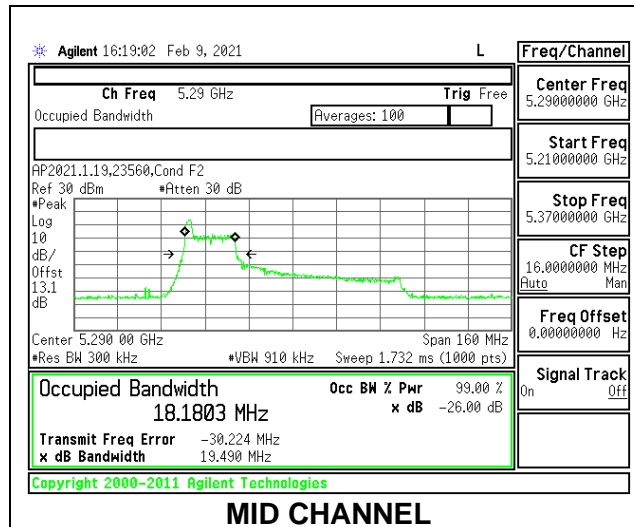 Agilent 16:19:02 Feb 9, 2021 L
Freq/Channel
Ch Freq 5.29 GHz Trig Free
Occupied Bandwidth Averages: 100
AP2021.1.19,23560,Cond F2
Ref 30 dBm #Atten 30 dB
#Peak
Log
10
dB/
Offst
13.1
dB
Center 5.290 00 GHz Span 160 MHz
#Res BW 300 kHz #VBW 910 kHz Sweep 1.732 ms (1000 pts)
Occupied Bandwidth Occ BW % Pwr 99.00 %
18.1803 MHz x dB -26.00 dB
Transmit Freq Error -30.224 MHz
x dB Bandwidth 19.490 MHz
Copyright 2000-2011 Agilent Technologies
Center Freq
5.29000000 GHz
Start Freq
5.21000000 GHz
Stop Freq
5.37000000 GHz
CF Step
16.0000000 MHz
Auto Man
Freq Offset
0.00000000 Hz
Signal Track
On Off
MID CHANNEL